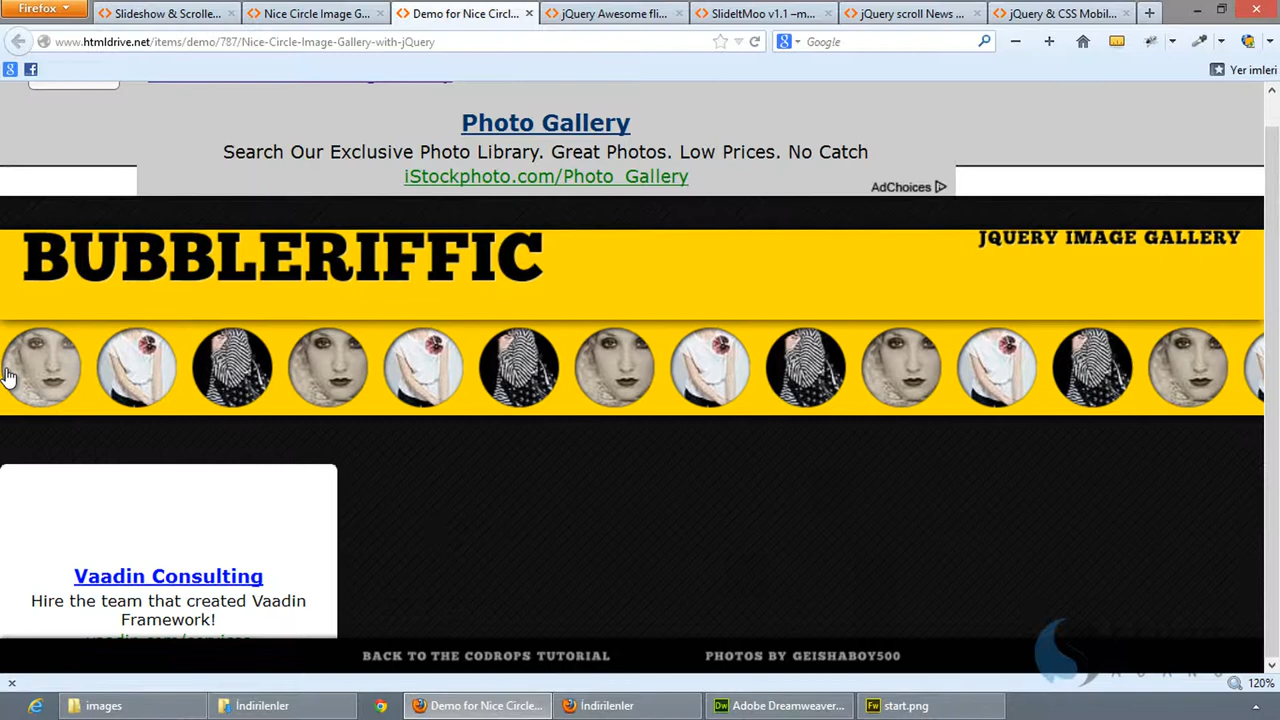 Firefox
Slideshow & Scrolle...
Nice Circle Image G...
Demo for Nice Circl...
jQuery Awesome fli...
SlideItMoo v1.1 –m...
jQuery scroll News ...
jQuery & CSS Mobil...
www.htmldrive.net/items/demo/787/Nice-Circle-Image-Gallery-with-jQuery
Google
Yer imleri
Photo Gallery
Search Our Exclusive Photo Library. Great Photos. Low Prices. No Catch
iStockphoto.com/Photo_Gallery
AdChoices
BUBBLERIFFIC
JQUERY IMAGE GALLERY
Vaadin Consulting
Hire the team that created Vaadin
Framework!
vaadin.com/services
BACK TO THE CODROPS TUTORIAL
PHOTOS BY GEISHABOY500
120%
images
İndirilenler
Demo for Nice Circle...
İndirilenler
Adobe Dreamweaver...
start.png